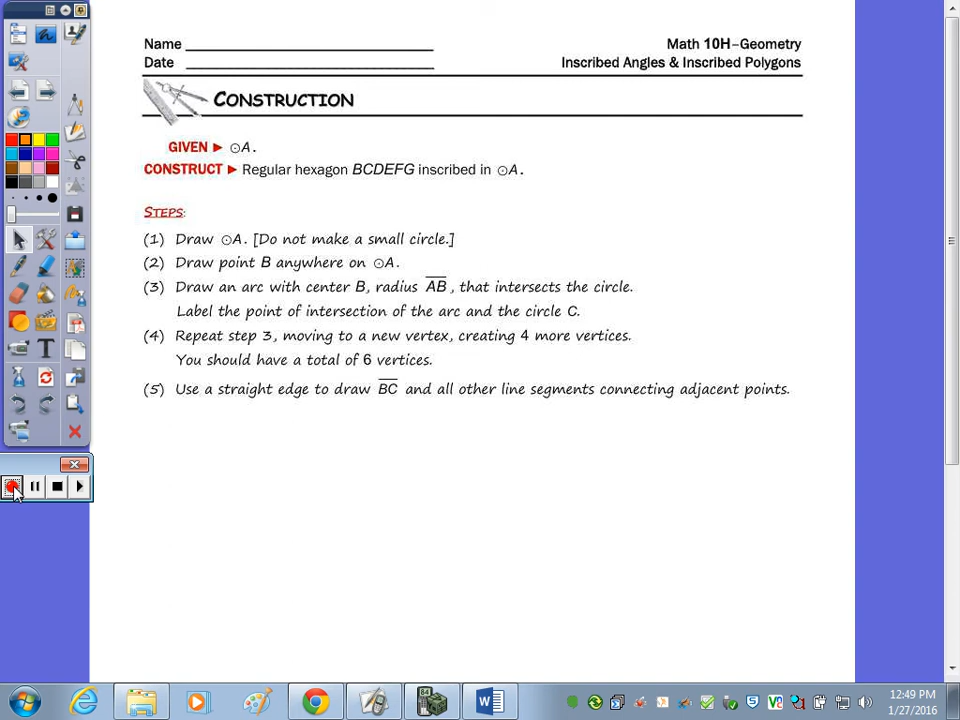 Name
Math 10H–Geometry
Date
Inscribed Angles & Inscribed Polygons
CONSTRUCTION
GIVEN ► ⊙A.
CONSTRUCT ► Regular hexagon BCDEFG inscribed in ⊙A.
STEPS:
(1) Draw ⊙A. [Do not make a small circle.]
(2) Draw point B anywhere on ⊙A.
(3) Draw an arc with center B, radius A̅B̅, that intersects the circle.
Label the point of intersection of the arc and the circle C.
(4) Repeat step 3, moving to a new vertex, creating 4 more vertices.
You should have a total of 6 vertices.
(5) Use a straight edge to draw B̅C̅ and all other line segments connecting adjacent points.
12:49 PM
1/27/2016